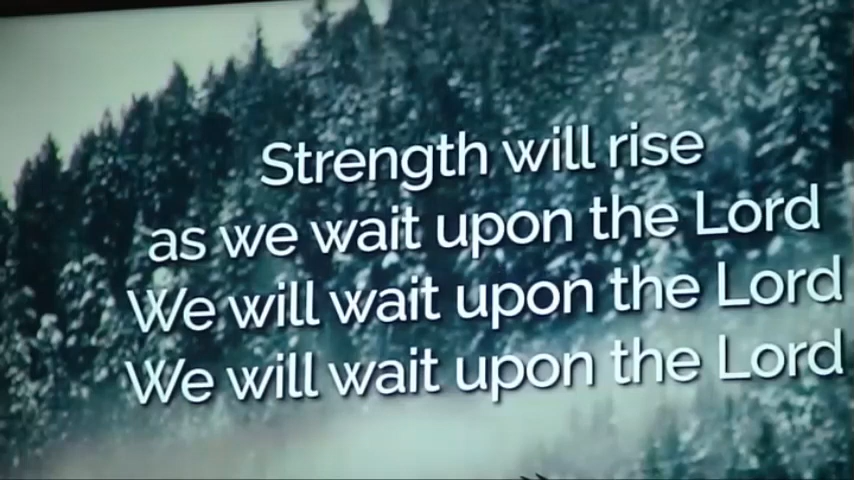 Strength will rise
as we wait upon the Lord
We will wait upon the Lord
We will wait upon the Lord